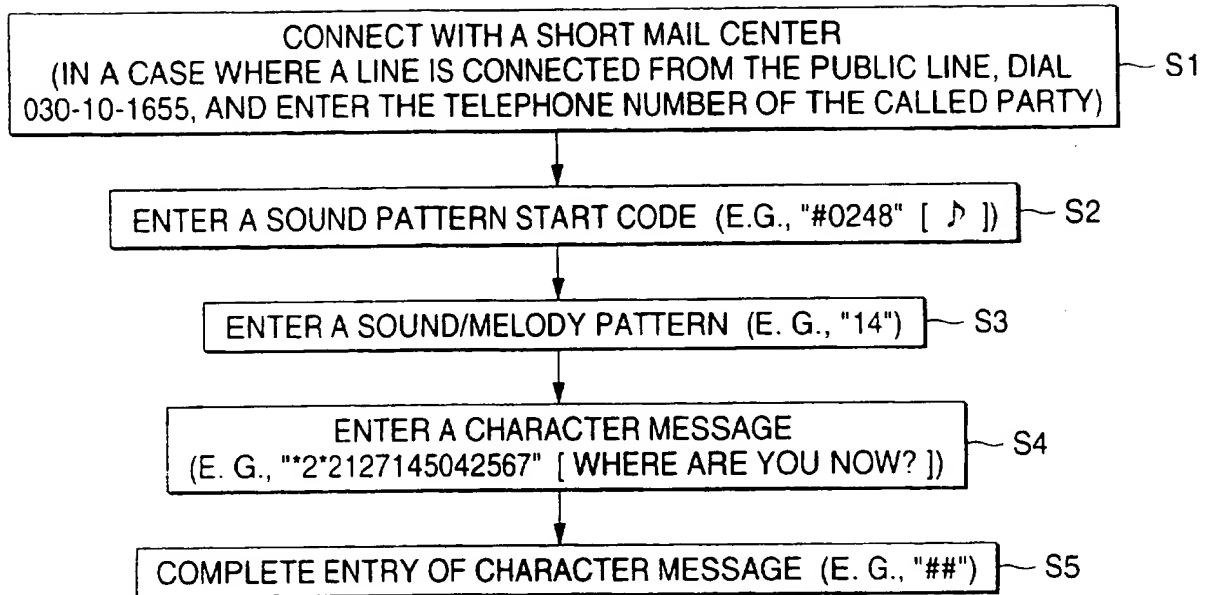 CONNECT WITH A SHORT MAIL CENTER
(IN A CASE WHERE A LINE IS CONNECTED FROM THE PUBLIC LINE, DIAL
030-10-1655, AND ENTER THE TELEPHONE NUMBER OF THE CALLED PARTY)
S1
ENTER A SOUND PATTERN START CODE (E.G., "#0248" [ ♪ ])
S2
ENTER A SOUND/MELODY PATTERN (E. G., "14")
S3
ENTER A CHARACTER MESSAGE
(E. G., "*2*2127145042567" [ WHERE ARE YOU NOW? ])
S4
COMPLETE ENTRY OF CHARACTER MESSAGE (E. G., "##")
S5